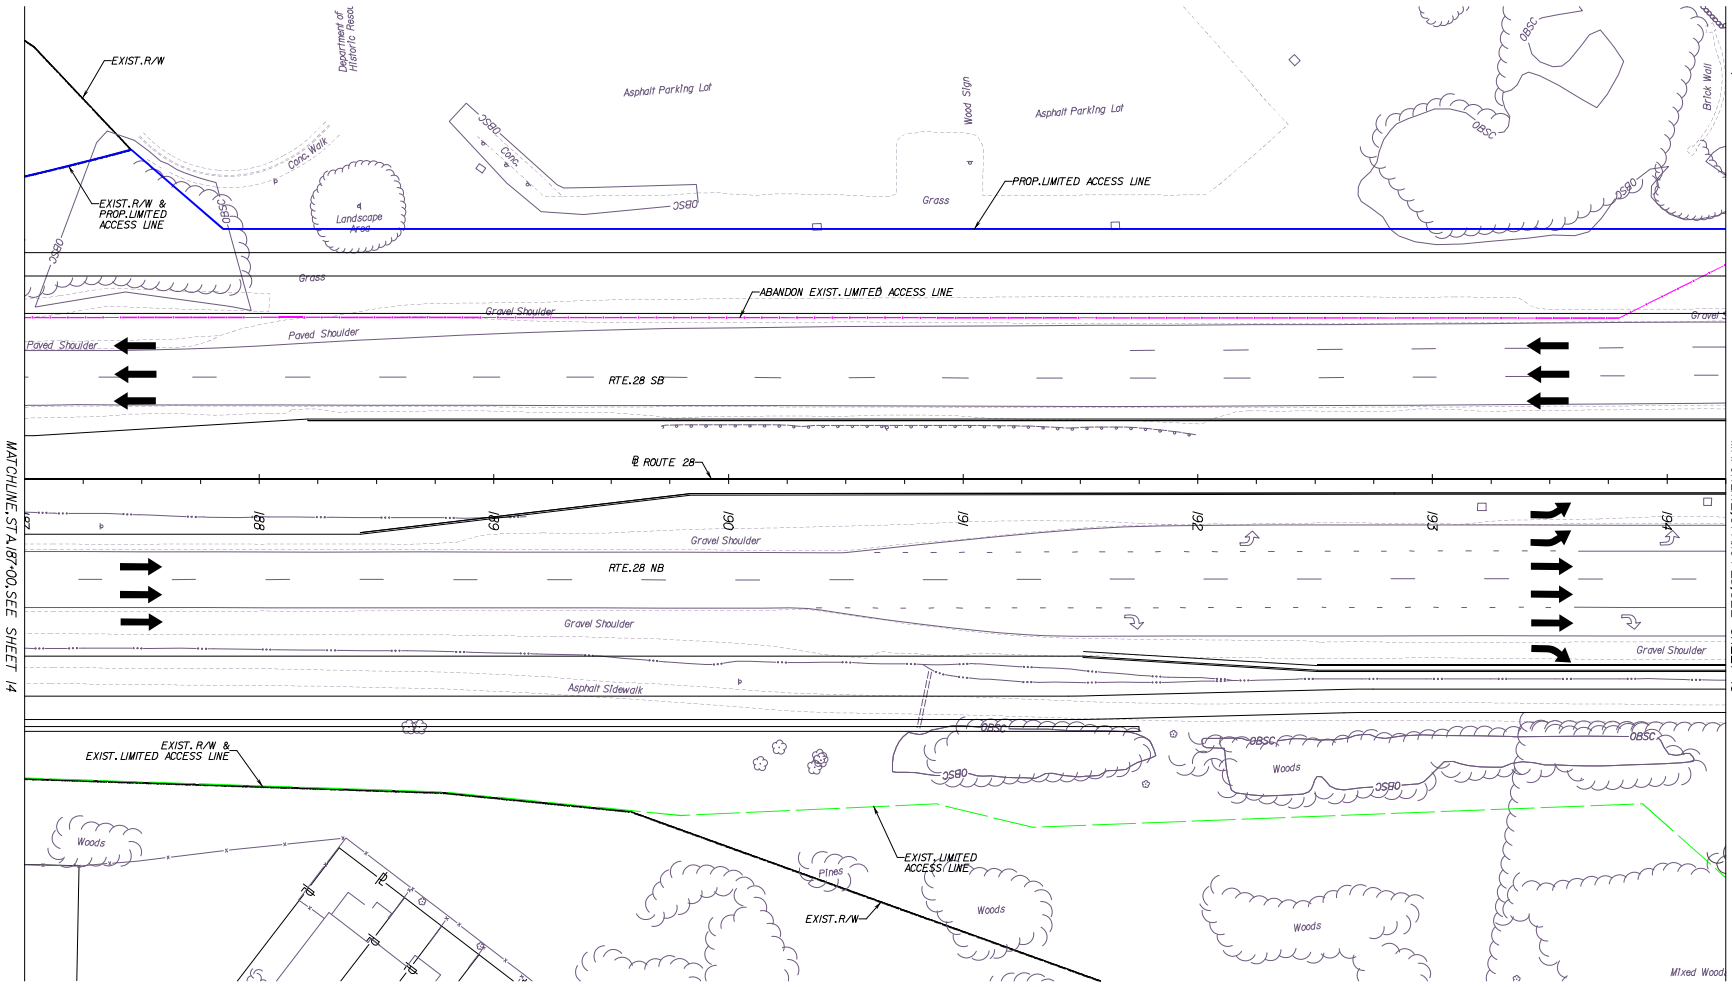 EXIST.R/W
Department of
Historic Resou
Asphalt Parking Lot
Wood Sign
Asphalt Parking Lot
OBSC
Brick Wall
OBSC
Conc. Walk
OBSC
Conc.
OBSC
PROP.LIMITED ACCESS LINE
OBSC
EXIST.R/W &
PROP.LIMITED
ACCESS LINE
OBSC
OBSC
Landscape
Area
Grass
Grass
ABANDON EXIST.LIMITED ACCESS LINE
Gravel Shoulder
Gravel S
Paved Shoulder
Paved Shoulder
RTE.28 SB
ROUTE 28
MATCHLINE,STA.187+00,SEE SHEET 14
187
188
189
190
191
192
193
194
Gravel Shoulder
RTE.28 NB
Gravel Shoulder
Gravel Shoulder
Asphalt Sidewalk
EXIST.R/W &
EXIST.LIMITED ACCESS LINE
OBSC
OBSC
OBSC
OBSC
OBSC
Woods
Woods
EXIST.LIMITED
ACCESS LINE
Pines
EXIST.R/W
Woods
Woods
Mixed Wood